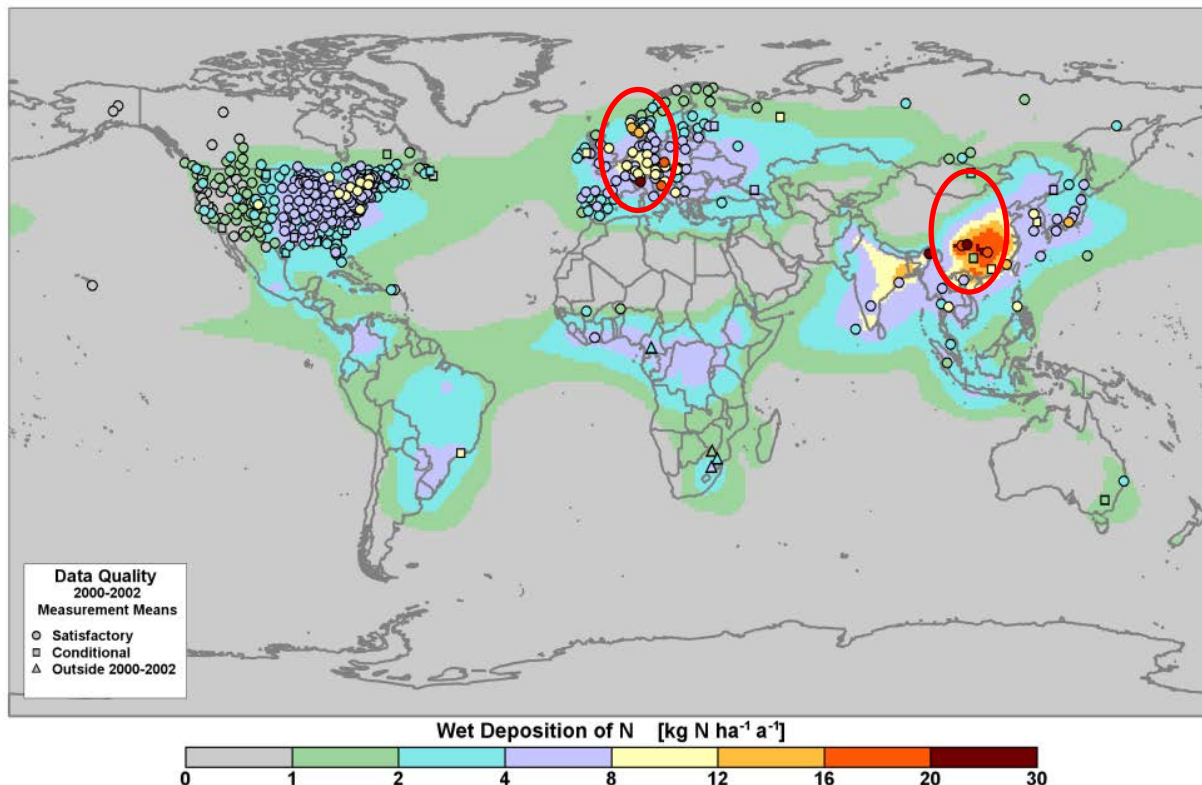 Data Quality
2000-2002
Measurement Means
Satisfactory
Conditional
Outside 2000-2002
Wet Deposition of N [kg N ha⁻¹ a⁻¹]
0 1 2 4 8 12 16 20 30